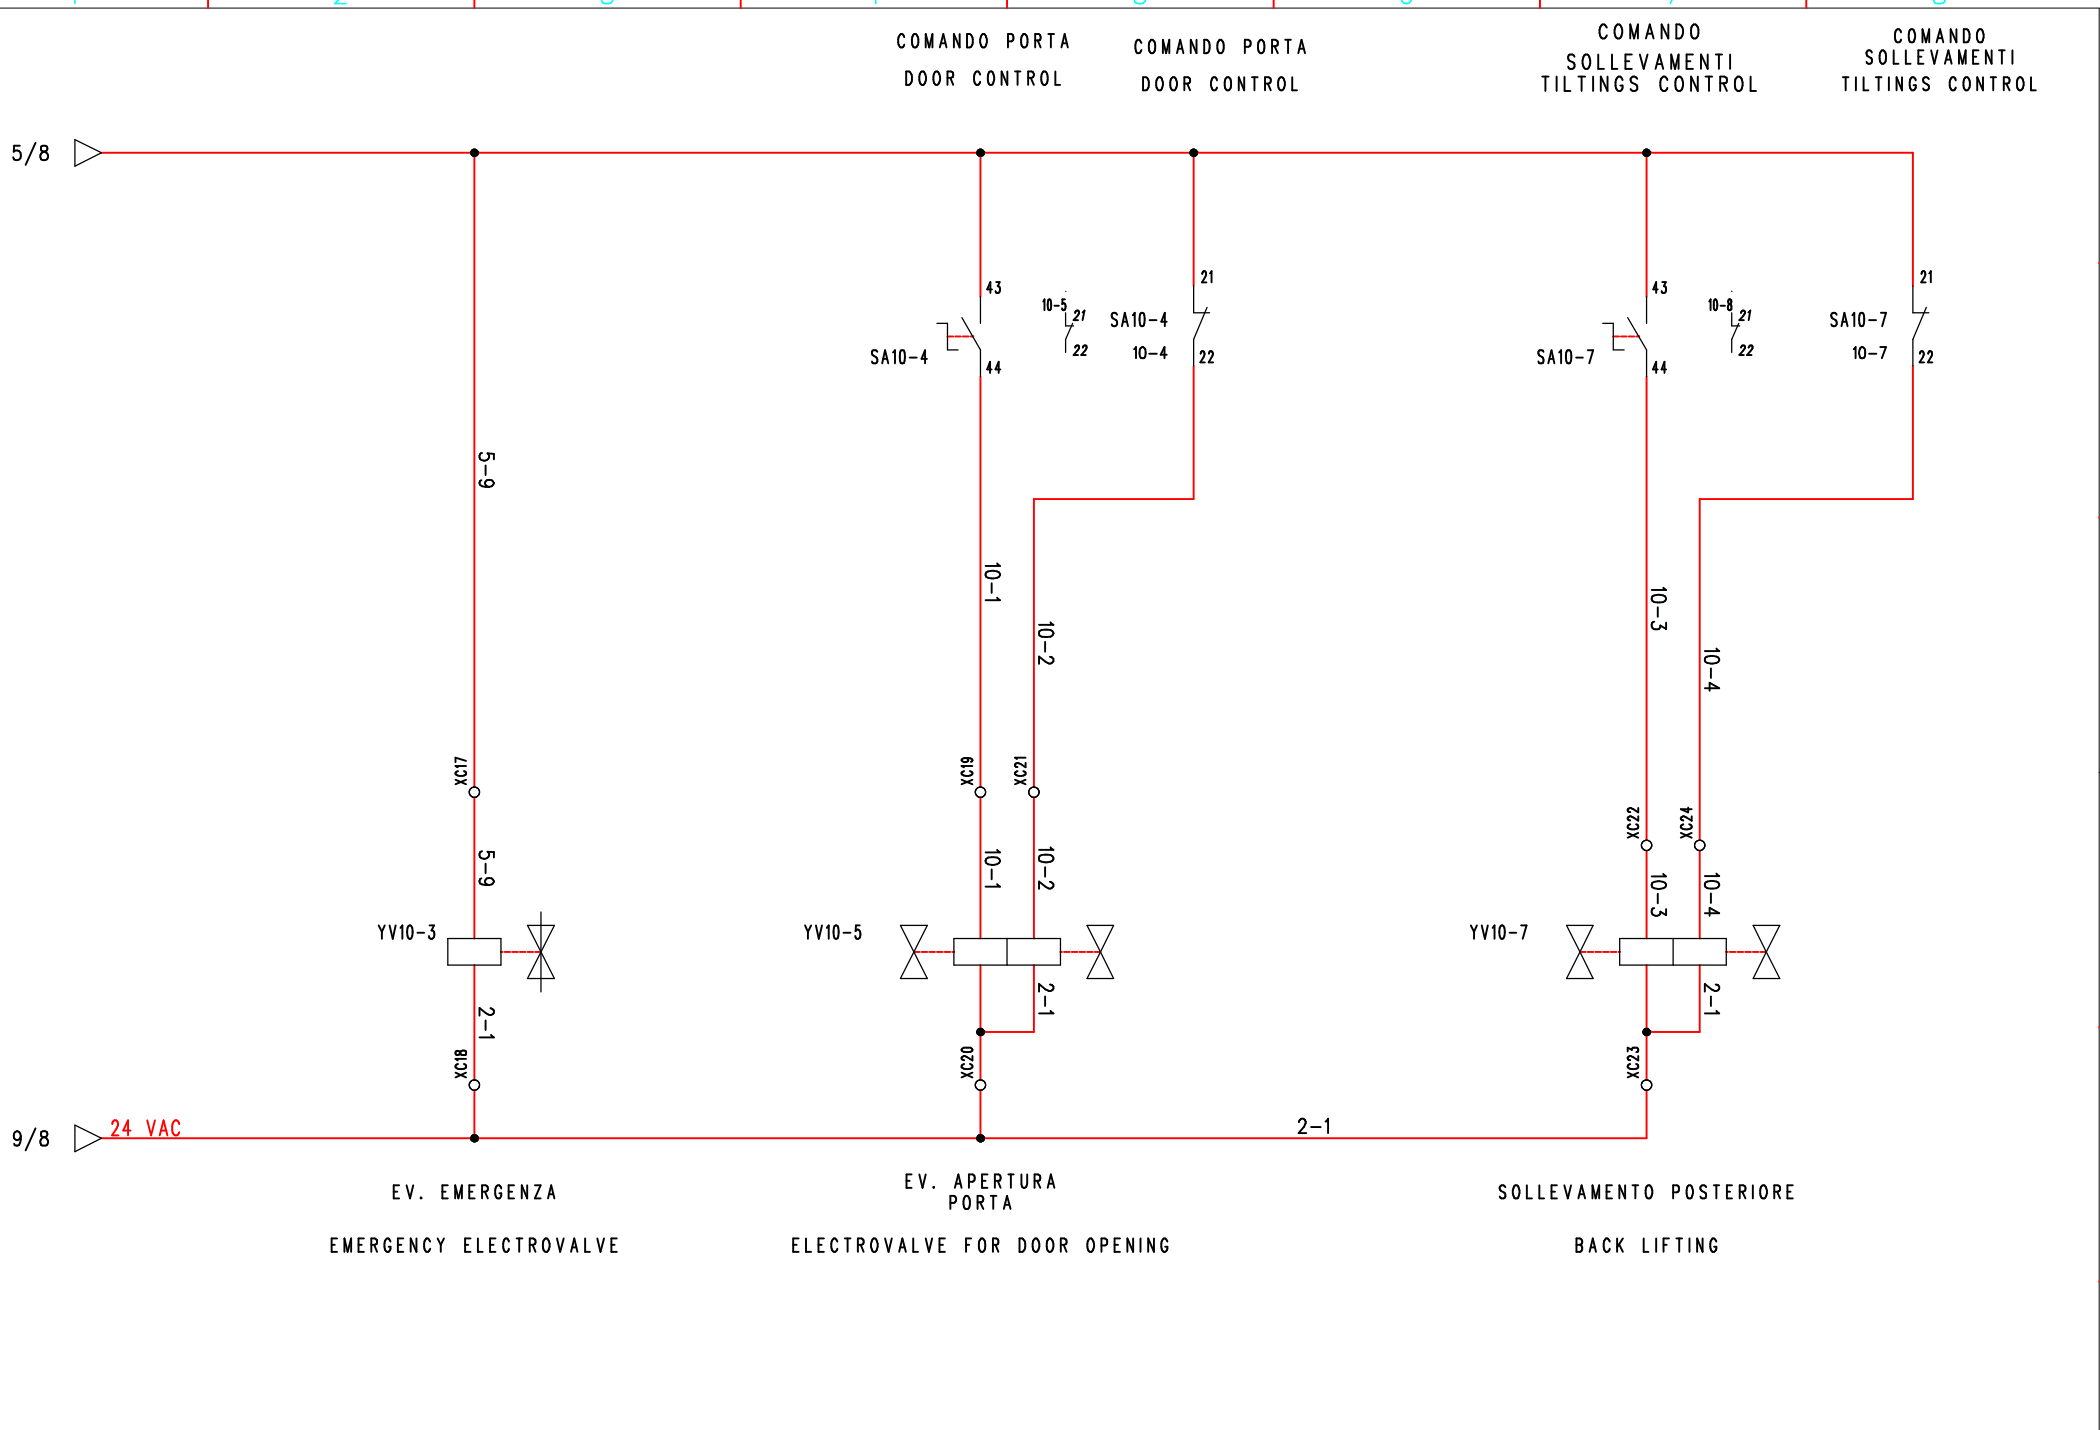 COMANDO PORTA
DOOR CONTROL
COMANDO PORTA
DOOR CONTROL
COMANDO
SOLLEVAMENTI
TILTINGS CONTROL
COMANDO
SOLLEVAMENTI
TILTINGS CONTROL
5/8
43
SA10-4
44
10-5
21
22
21
SA10-4
10-4
22
43
SA10-7
44
10-8
21
22
21
SA10-7
10-7
22
5-9
10-1
10-2
10-3
10-4
XC17
XC19
XC21
XC22
XC24
5-9
10-1
10-2
10-3
10-4
YV10-3
YV10-5
YV10-7
2-1
2-1
2-1
XC18
XC20
XC23
9/8
24 VAC
2-1
EV. EMERGENZA
EMERGENCY ELECTROVALVE
EV. APERTURA
PORTA
ELECTROVALVE FOR DOOR OPENING
SOLLEVAMENTO POSTERIORE
BACK LIFTING